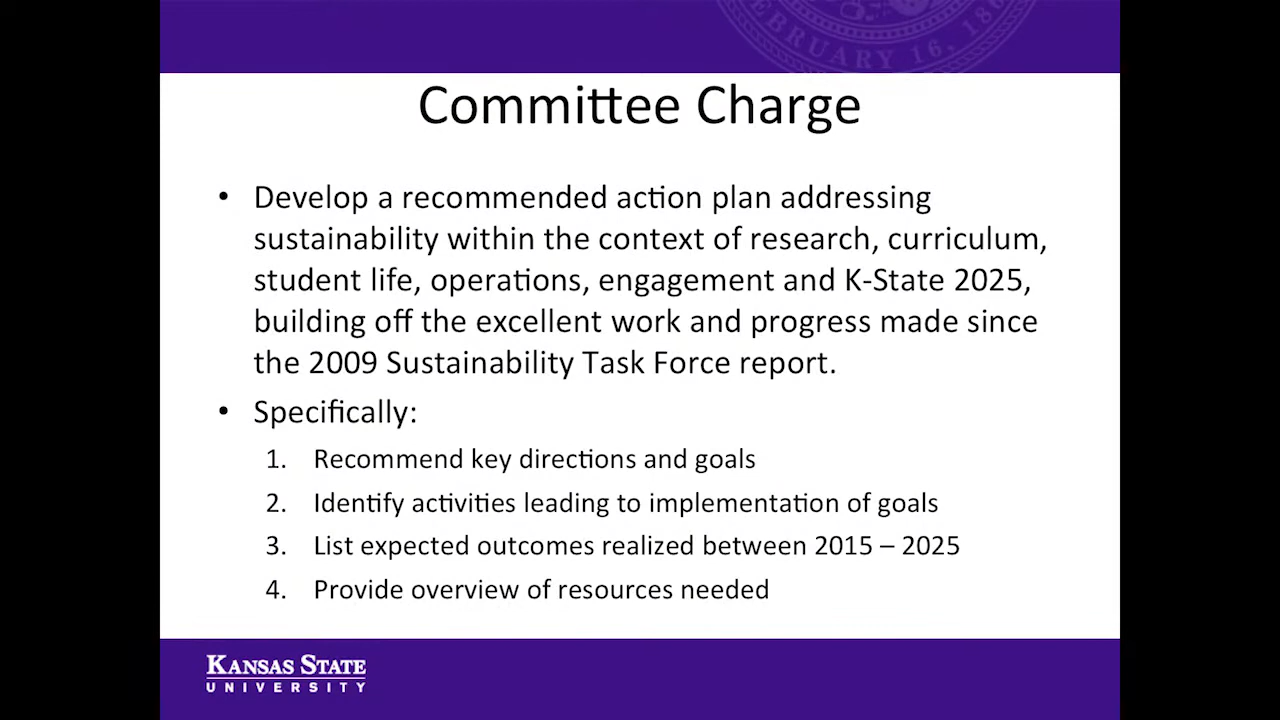 FEBRUARY 16, 186
Committee Charge
• Develop a recommended action plan addressing
sustainability within the context of research, curriculum,
student life, operations, engagement and K-State 2025,
building off the excellent work and progress made since
the 2009 Sustainability Task Force report.
• Specifically:
1. Recommend key directions and goals
2. Identify activities leading to implementation of goals
3. List expected outcomes realized between 2015 – 2025
4. Provide overview of resources needed
KANSAS STATE
UNIVERSITY